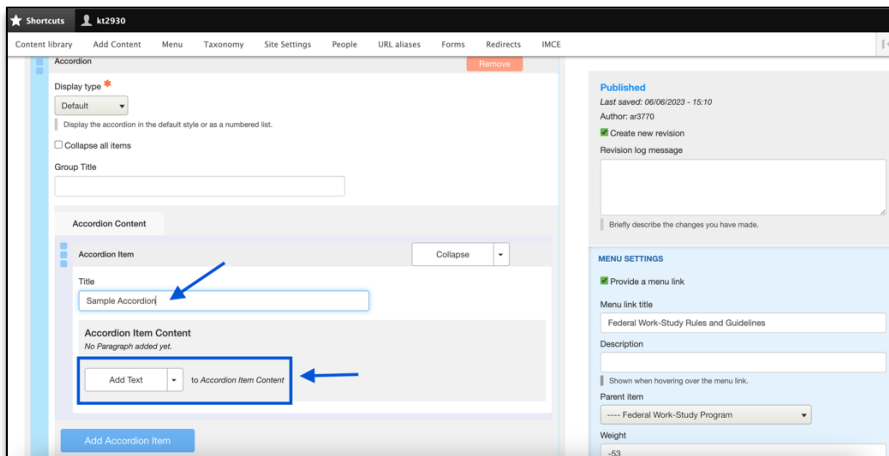 Shortcuts kt2930
Content library Add Content Menu Taxonomy Site Settings People URL aliases Forms Redirects IMCE
Accordion
Remove
Display type *
Default
Display the accordion in the default style or as a numbered list.
Collapse all items
Group Title
Accordion Content
Accordion Item
Collapse
Title
Sample Accordion
Accordion Item Content
No Paragraph added yet.
Add Text to Accordion Item Content
Add Accordion Item
Published
Last saved: 06/06/2023 - 15:10
Author: ar3770
Create new revision
Revision log message
Briefly describe the changes you have made.
MENU SETTINGS
Provide a menu link
Menu link title
Federal Work-Study Rules and Guidelines
Description
Shown when hovering over the menu link.
Parent item
---- Federal Work-Study Program
Weight
-53